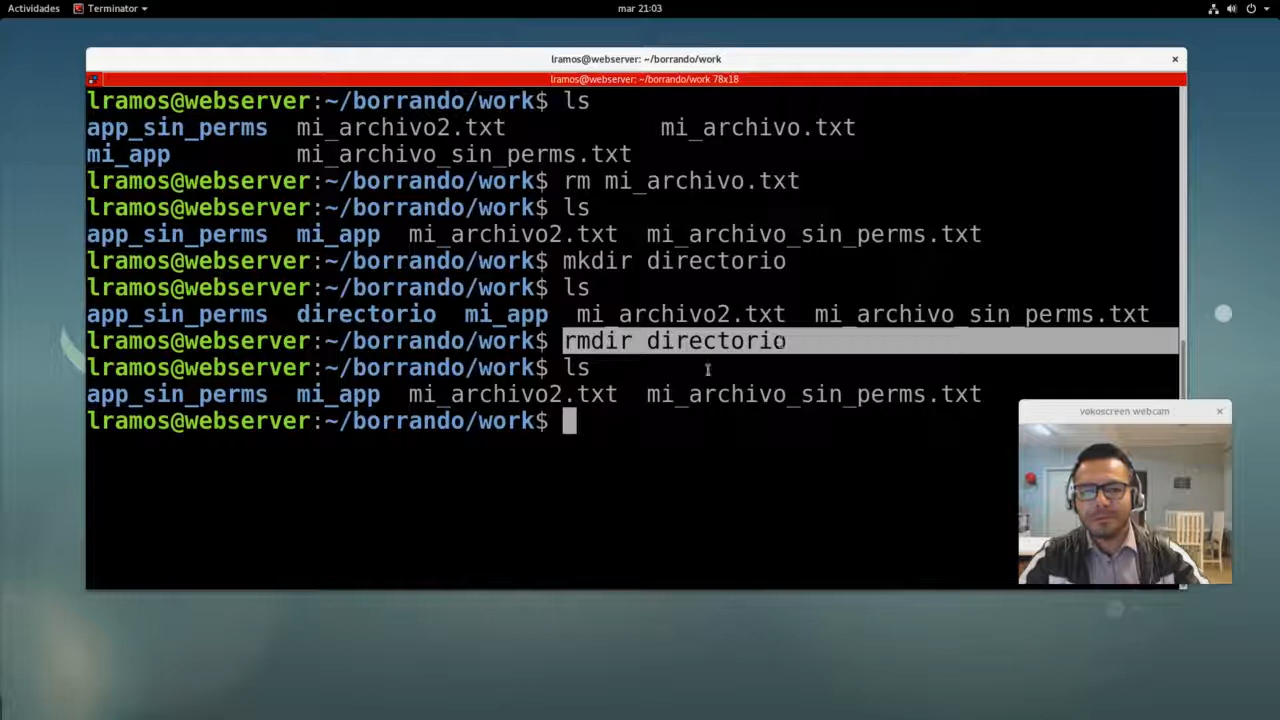 Actividades Terminator mar 21:03
lramos@webserver: ~/borrando/work
lramos@webserver: ~/borrando/work 78x18
lramos@webserver:~/borrando/work$ ls
app_sin_perms mi_archivo2.txt mi_archivo.txt
mi_app mi_archivo_sin_perms.txt
lramos@webserver:~/borrando/work$ rm mi_archivo.txt
lramos@webserver:~/borrando/work$ ls
app_sin_perms mi_app mi_archivo2.txt mi_archivo_sin_perms.txt
lramos@webserver:~/borrando/work$ mkdir directorio
lramos@webserver:~/borrando/work$ ls
app_sin_perms directorio mi_app mi_archivo2.txt mi_archivo_sin_perms.txt
lramos@webserver:~/borrando/work$ rmdir directorio
lramos@webserver:~/borrando/work$ ls
app_sin_perms mi_app mi_archivo2.txt mi_archivo_sin_perms.txt
lramos@webserver:~/borrando/work$
vokoscreen webcam